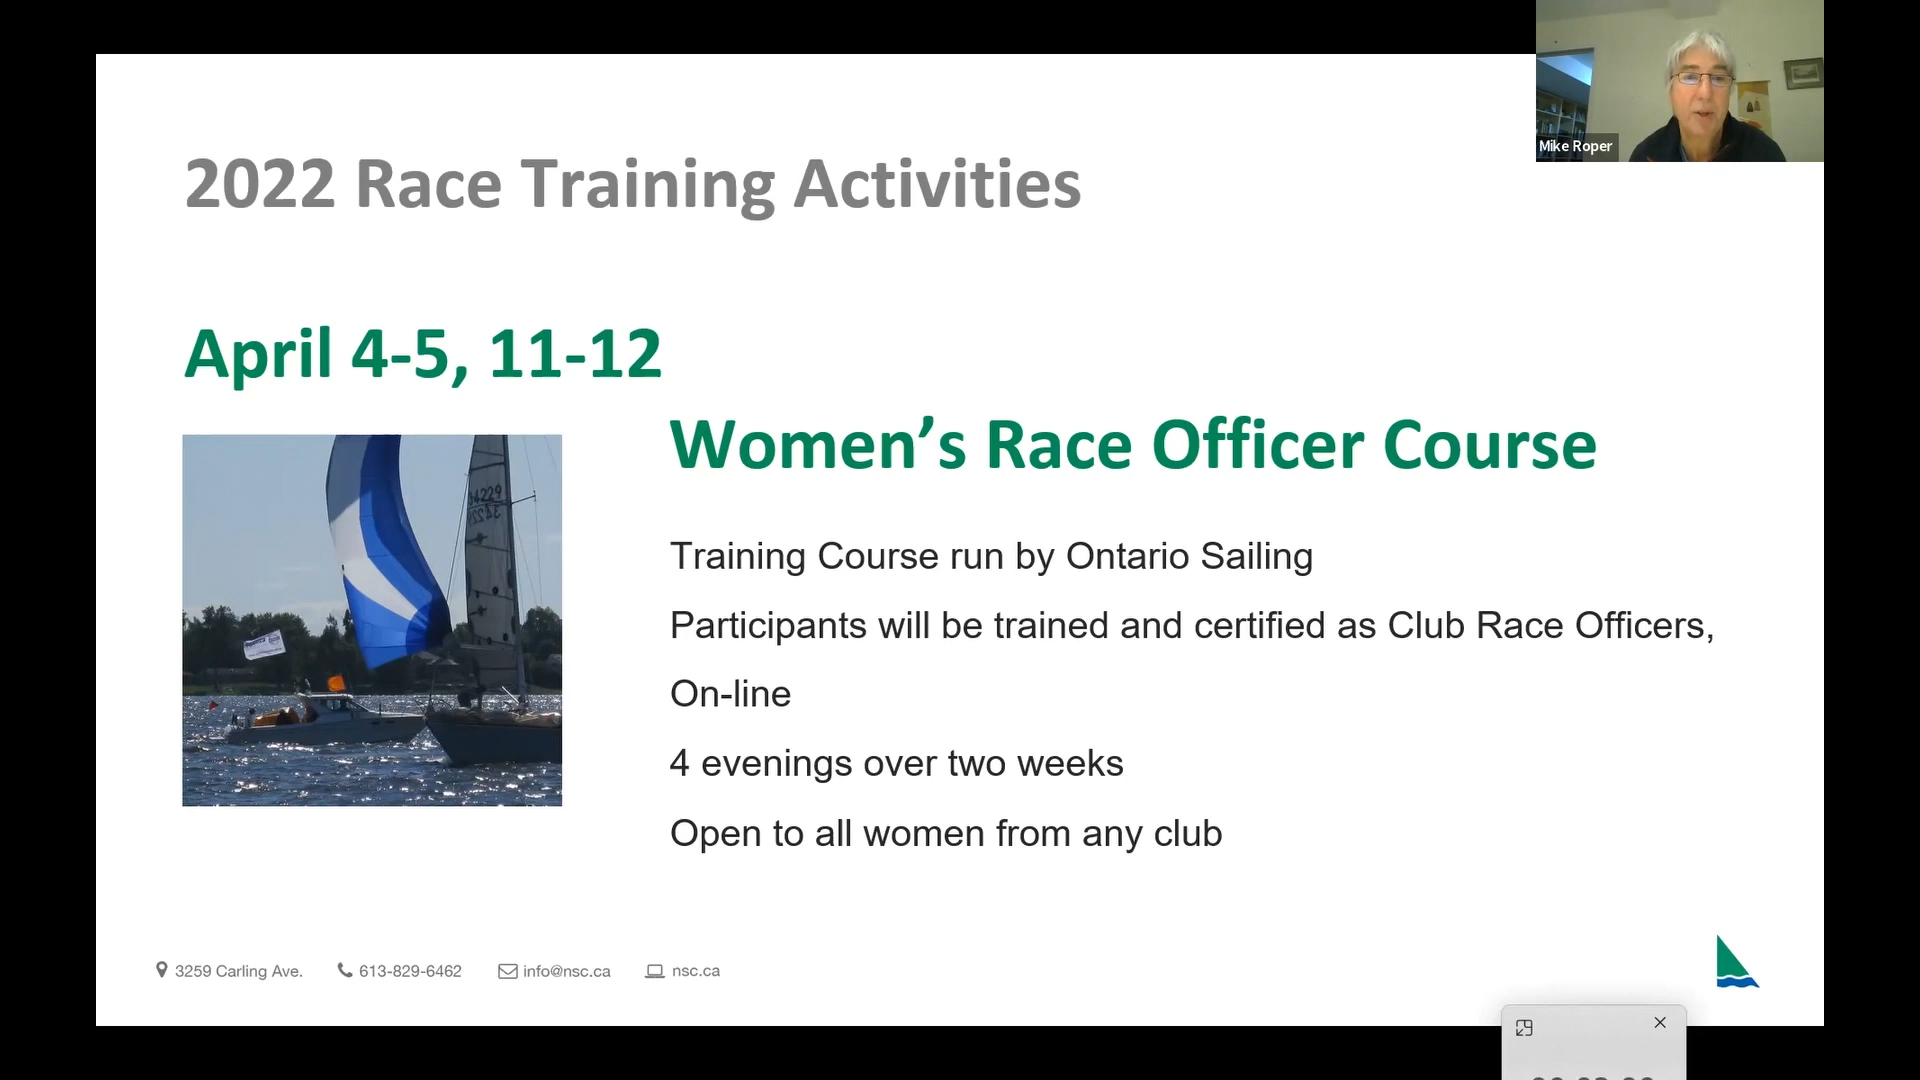 Mike Roper
2022 Race Training Activities
April 4-5, 11-12
Women’s Race Officer Course
34229
Training Course run by Ontario Sailing
Participants will be trained and certified as Club Race Officers,
On-line
4 evenings over two weeks
Open to all women from any club
3259 Carling Ave.
613-829-6462
info@nsc.ca
nsc.ca